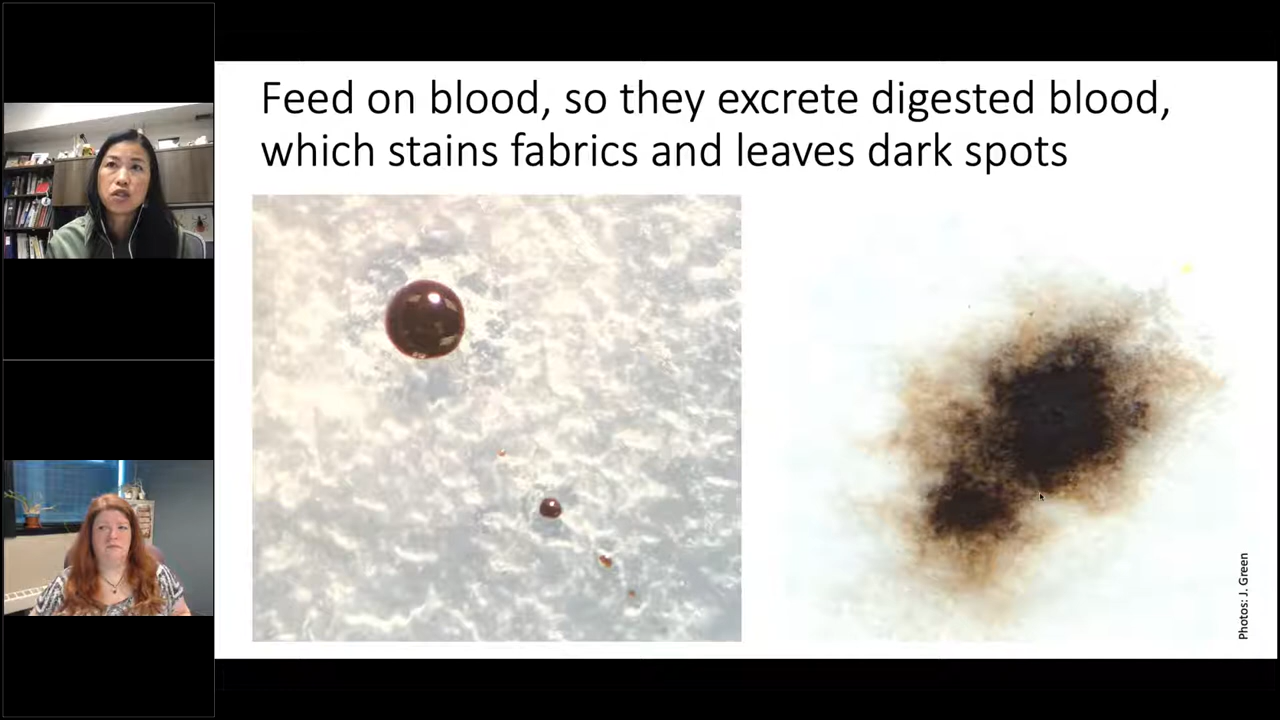 Feed on blood, so they excrete digested blood,
which stains fabrics and leaves dark spots
Photos: J. Green